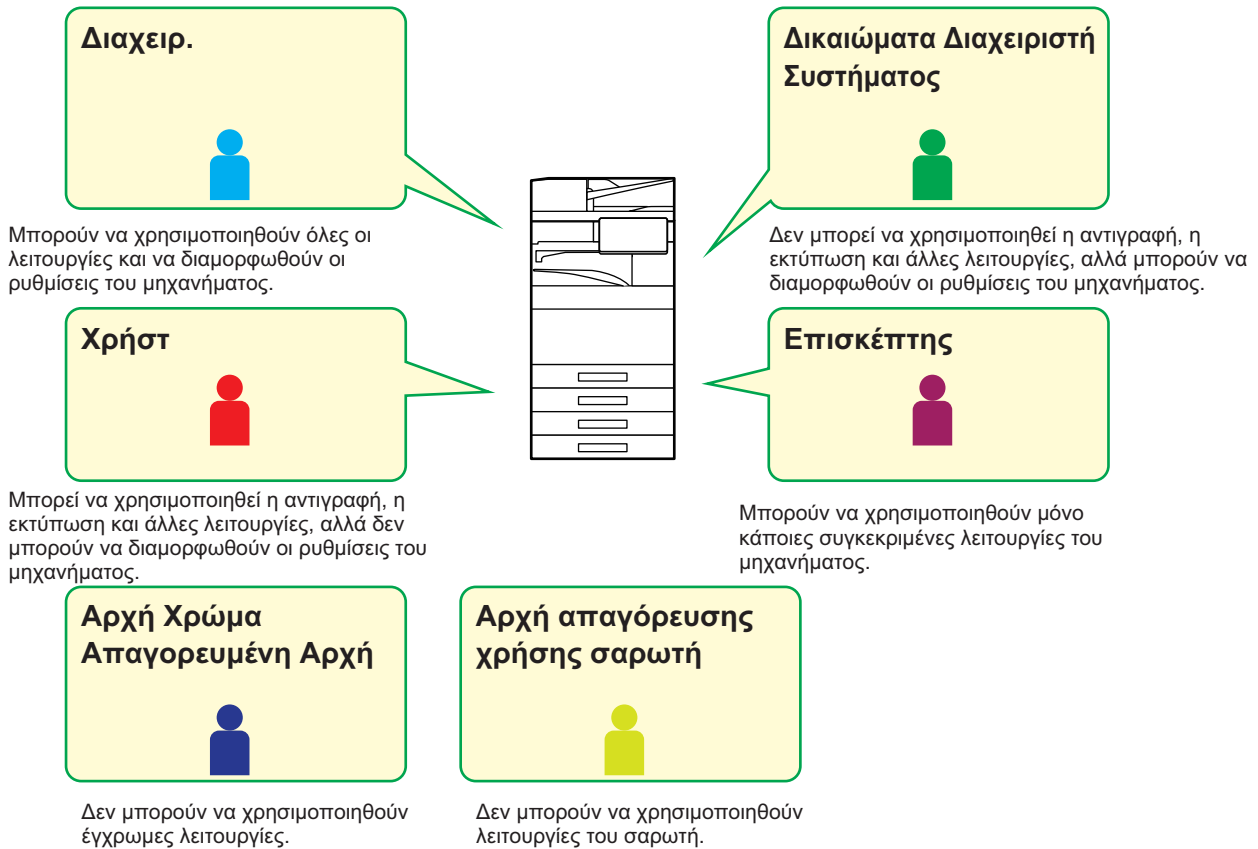 Διαχειρ.
Μπορούν να χρησιμοποιηθούν όλες οι
λειτουργίες και να διαμορφωθούν οι
ρυθμίσεις του μηχανήματος.
Δικαιώματα Διαχειριστή
Συστήματος
Δεν μπορεί να χρησιμοποιηθεί η αντιγραφή, η
εκτύπωση και άλλες λειτουργίες, αλλά μπορούν να
διαμορφωθούν οι ρυθμίσεις του μηχανήματος.
Χρήστ
Μπορεί να χρησιμοποιηθεί η αντιγραφή, η
εκτύπωση και άλλες λειτουργίες, αλλά δεν
μπορούν να διαμορφωθούν οι ρυθμίσεις του
μηχανήματος.
Επισκέπτης
Μπορούν να χρησιμοποιηθούν μόνο
κάποιες συγκεκριμένες λειτουργίες του
μηχανήματος.
Αρχή Χρώμα
Απαγορευμένη Αρχή
Δεν μπορούν να χρησιμοποιηθούν
έγχρωμες λειτουργίες.
Αρχή απαγόρευσης
χρήσης σαρωτή
Δεν μπορούν να χρησιμοποιηθούν
λειτουργίες του σαρωτή.